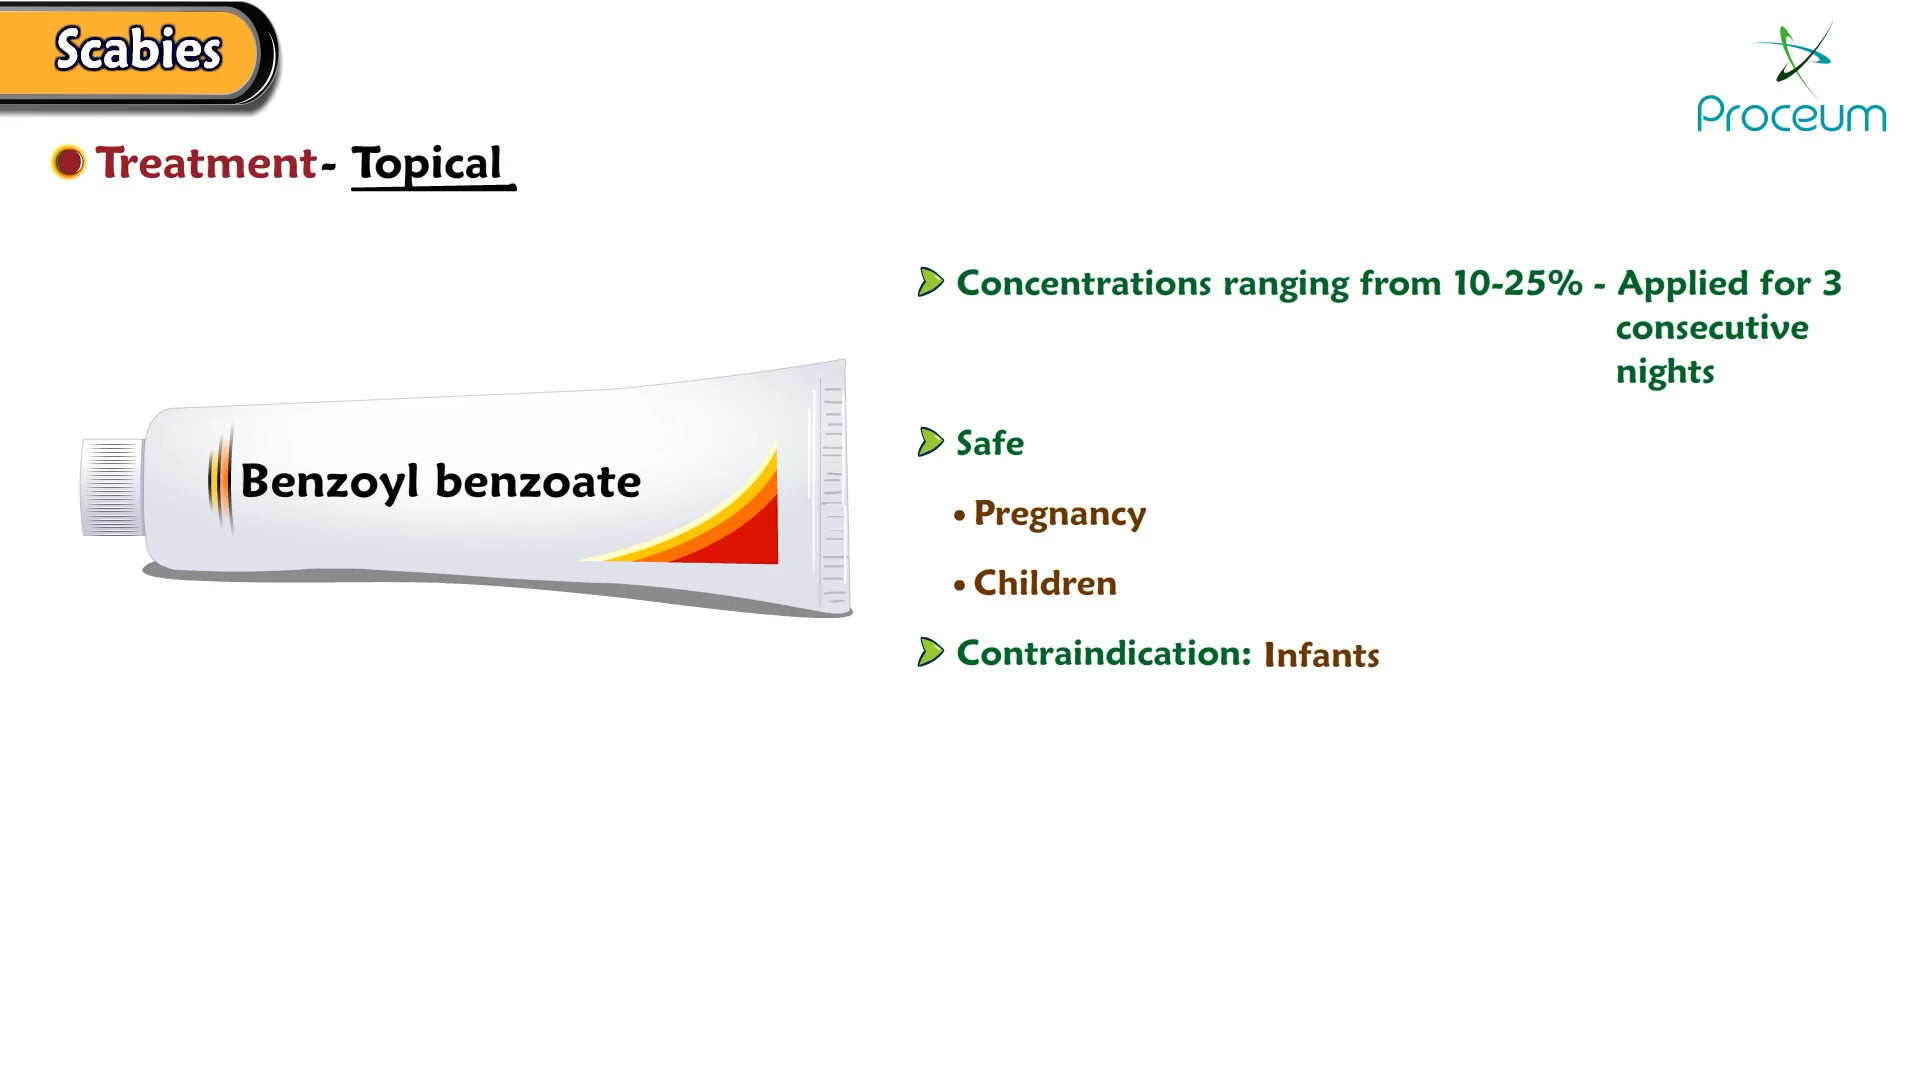 Scabies
Proceum
Treatment- Topical
Concentrations ranging from 10-25% - Applied for 3
consecutive
nights
Benzoyl benzoate
Safe
• Pregnancy
• Children
Contraindication: Infants